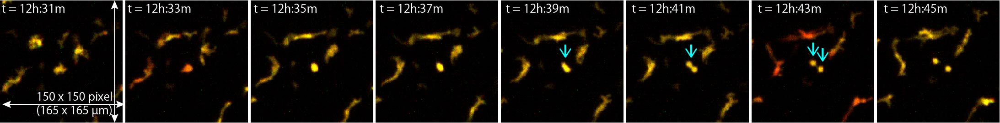 t = 12h:31m
t = 12h:33m
t = 12h:35m
t = 12h:37m
t = 12h:39m
t = 12h:41m
t = 12h:43m
t = 12h:45m
150 x 150 pixel
(165 x 165 µm)